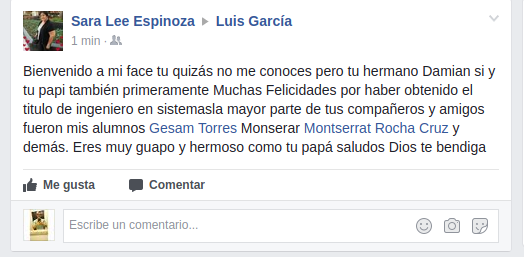 Sara Lee Espinoza ▸ Luis García
1 min ·
Bienvenido a mi face tu quizás no me conoces pero tu hermano Damian si y
tu papi también primeramente Muchas Felicidades por haber obtenido el
titulo de ingeniero en sistemasla mayor parte de tus compañeros y amigos
fueron mis alumnos Gesam Torres Monserar Montserrat Rocha Cruz y
demás. Eres muy guapo y hermoso como tu papá saludos Dios te bendiga
Me gusta Comentar
Escribe un comentario...